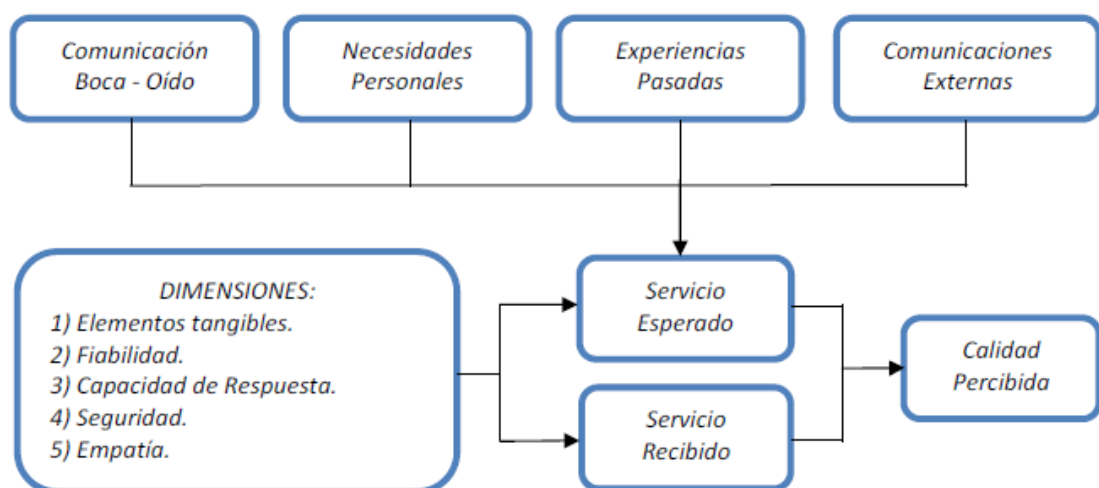 Comunicación
Boca - Oído
Necesidades
Personales
Experiencias
Pasadas
Comunicaciones
Externas
DIMENSIONES:
1) Elementos tangibles.
2) Fiabilidad.
3) Capacidad de Respuesta.
4) Seguridad.
5) Empatía.
Servicio
Esperado
Servicio
Recibido
Calidad
Percibida